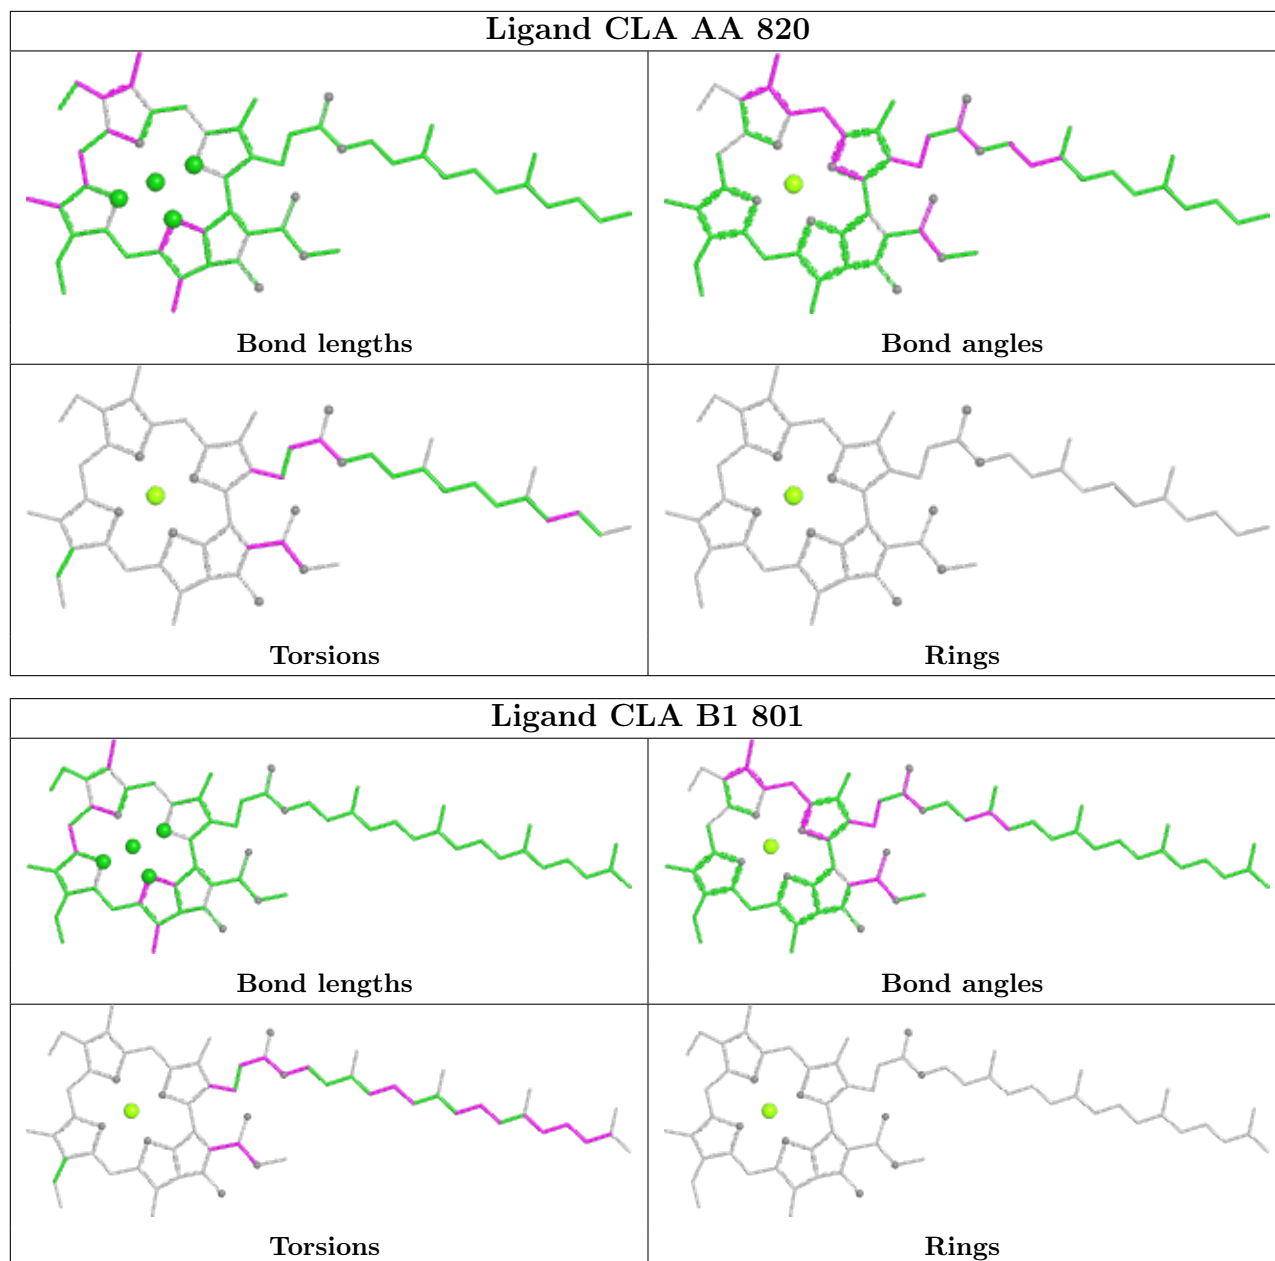 Ligand CLA AA 820
Bond lengths
Bond angles
Torsions
Rings
Ligand CLA B1 801
Bond lengths
Bond angles
Torsions
Rings